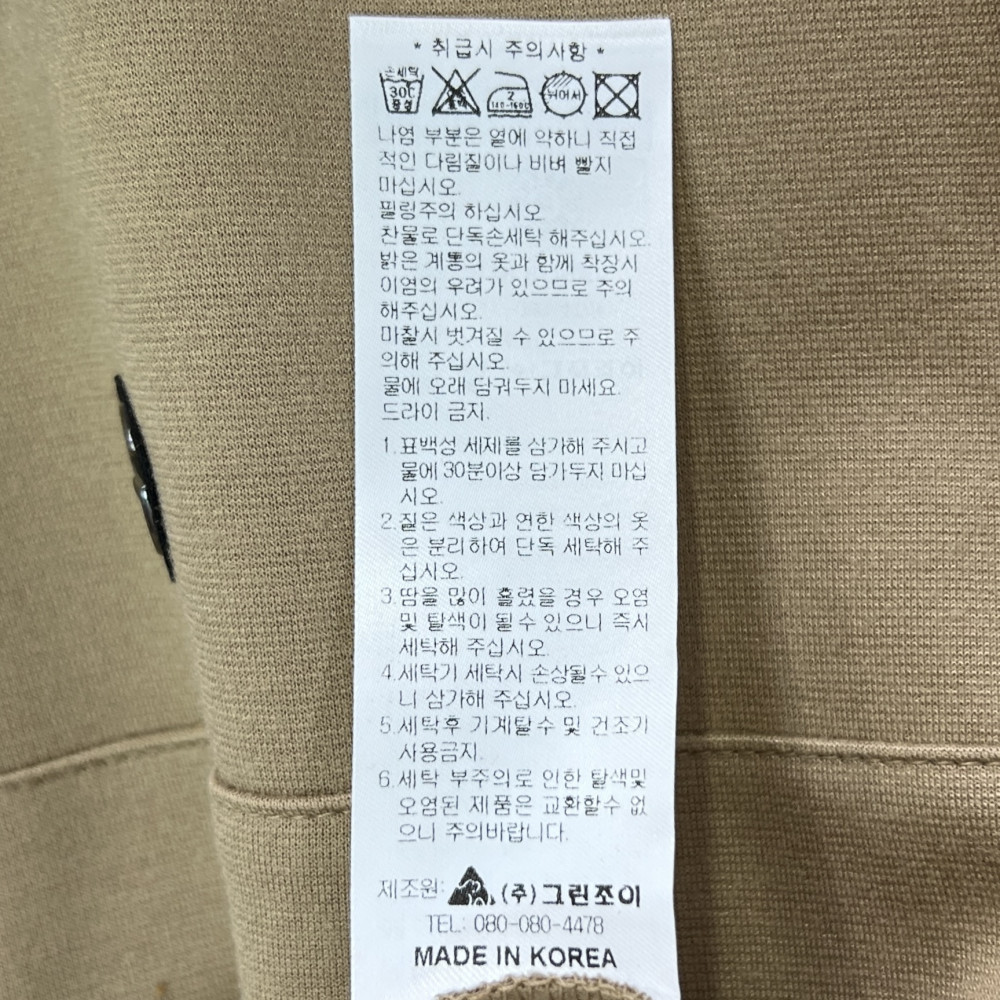 * 취급시 주의사항 *
손세탁
30℃
중성
표백
2
140-160℃
뉘어서
나염 부분은 열에 약하니 직접
적인 다림질이나 비벼 빨지
마십시오.
필링주의 하십시오
찬물로 단독손세탁 해주십시오.
밝은 계통의 옷과 함께 착장시
이염의 우려가 있으므로 주의
해주십시오.
마찰시 벗겨질 수 있으므로 주
의해 주십시오.
물에 오래 담궈두지 마세요.
드라이 금지.
1. 표백성 세제를 삼가해 주시고
물에 30분이상 담가두지 마십
시오.
2. 짙은 색상과 연한 색상의 옷
은 분리하여 단독 세탁해 주
십시오.
3. 땀을 많이 흘렸을 경우 오염
및 탈색이 될수 있으니 즉시
세탁해 주십시오.
4. 세탁기 세탁시 손상될수 있으
니 삼가해 주십시오.
5. 세탁후 기계탈수 및 건조기
사용금지.
6. 세탁 부주의로 인한 탈색및
오염된 제품은 교환할수 없
으니 주의바랍니다.
제조원: (주)그린조이
TEL: 080-080-4478
MADE IN KOREA